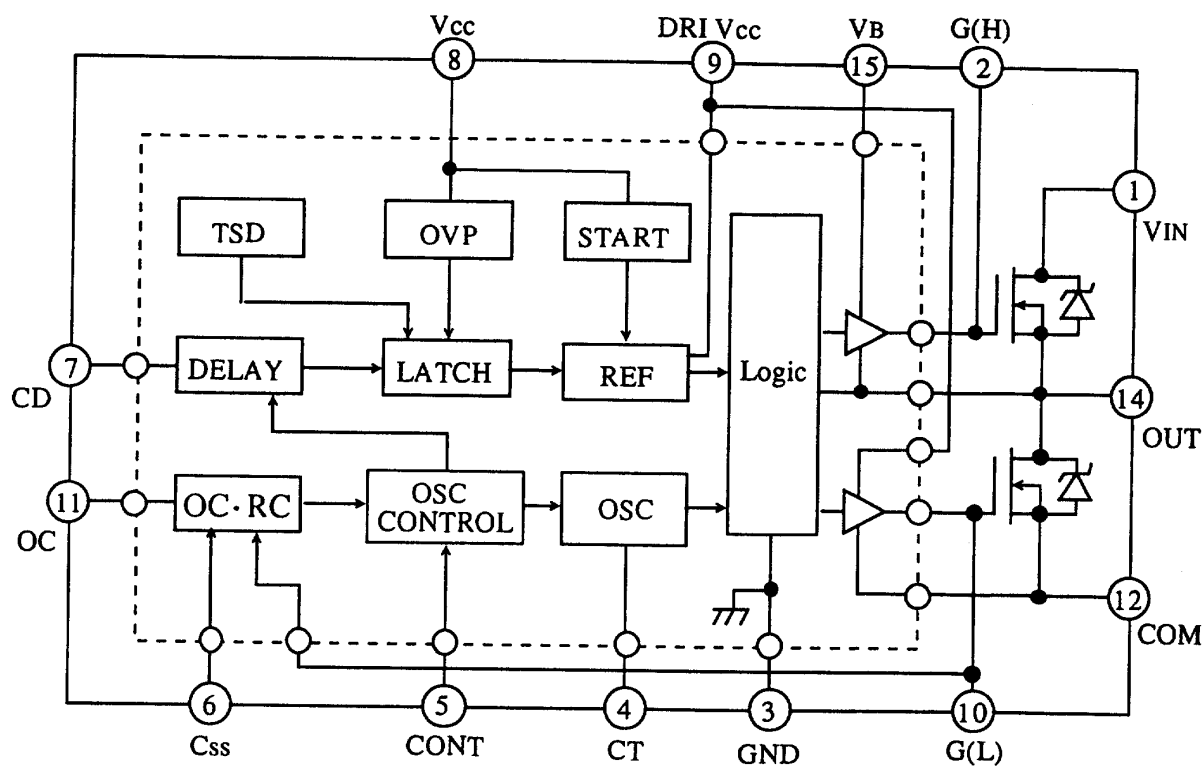 Vcc
DRI Vcc
VB
G(H)
8
9
15
2
1
VIN
TSD
OVP
START
7
CD
DELAY
LATCH
REF
Logic
14
OUT
11
OC
OC·RC
OSC
CONTROL
OSC
12
COM
6
5
4
3
10
Css
CONT
CT
GND
G(L)